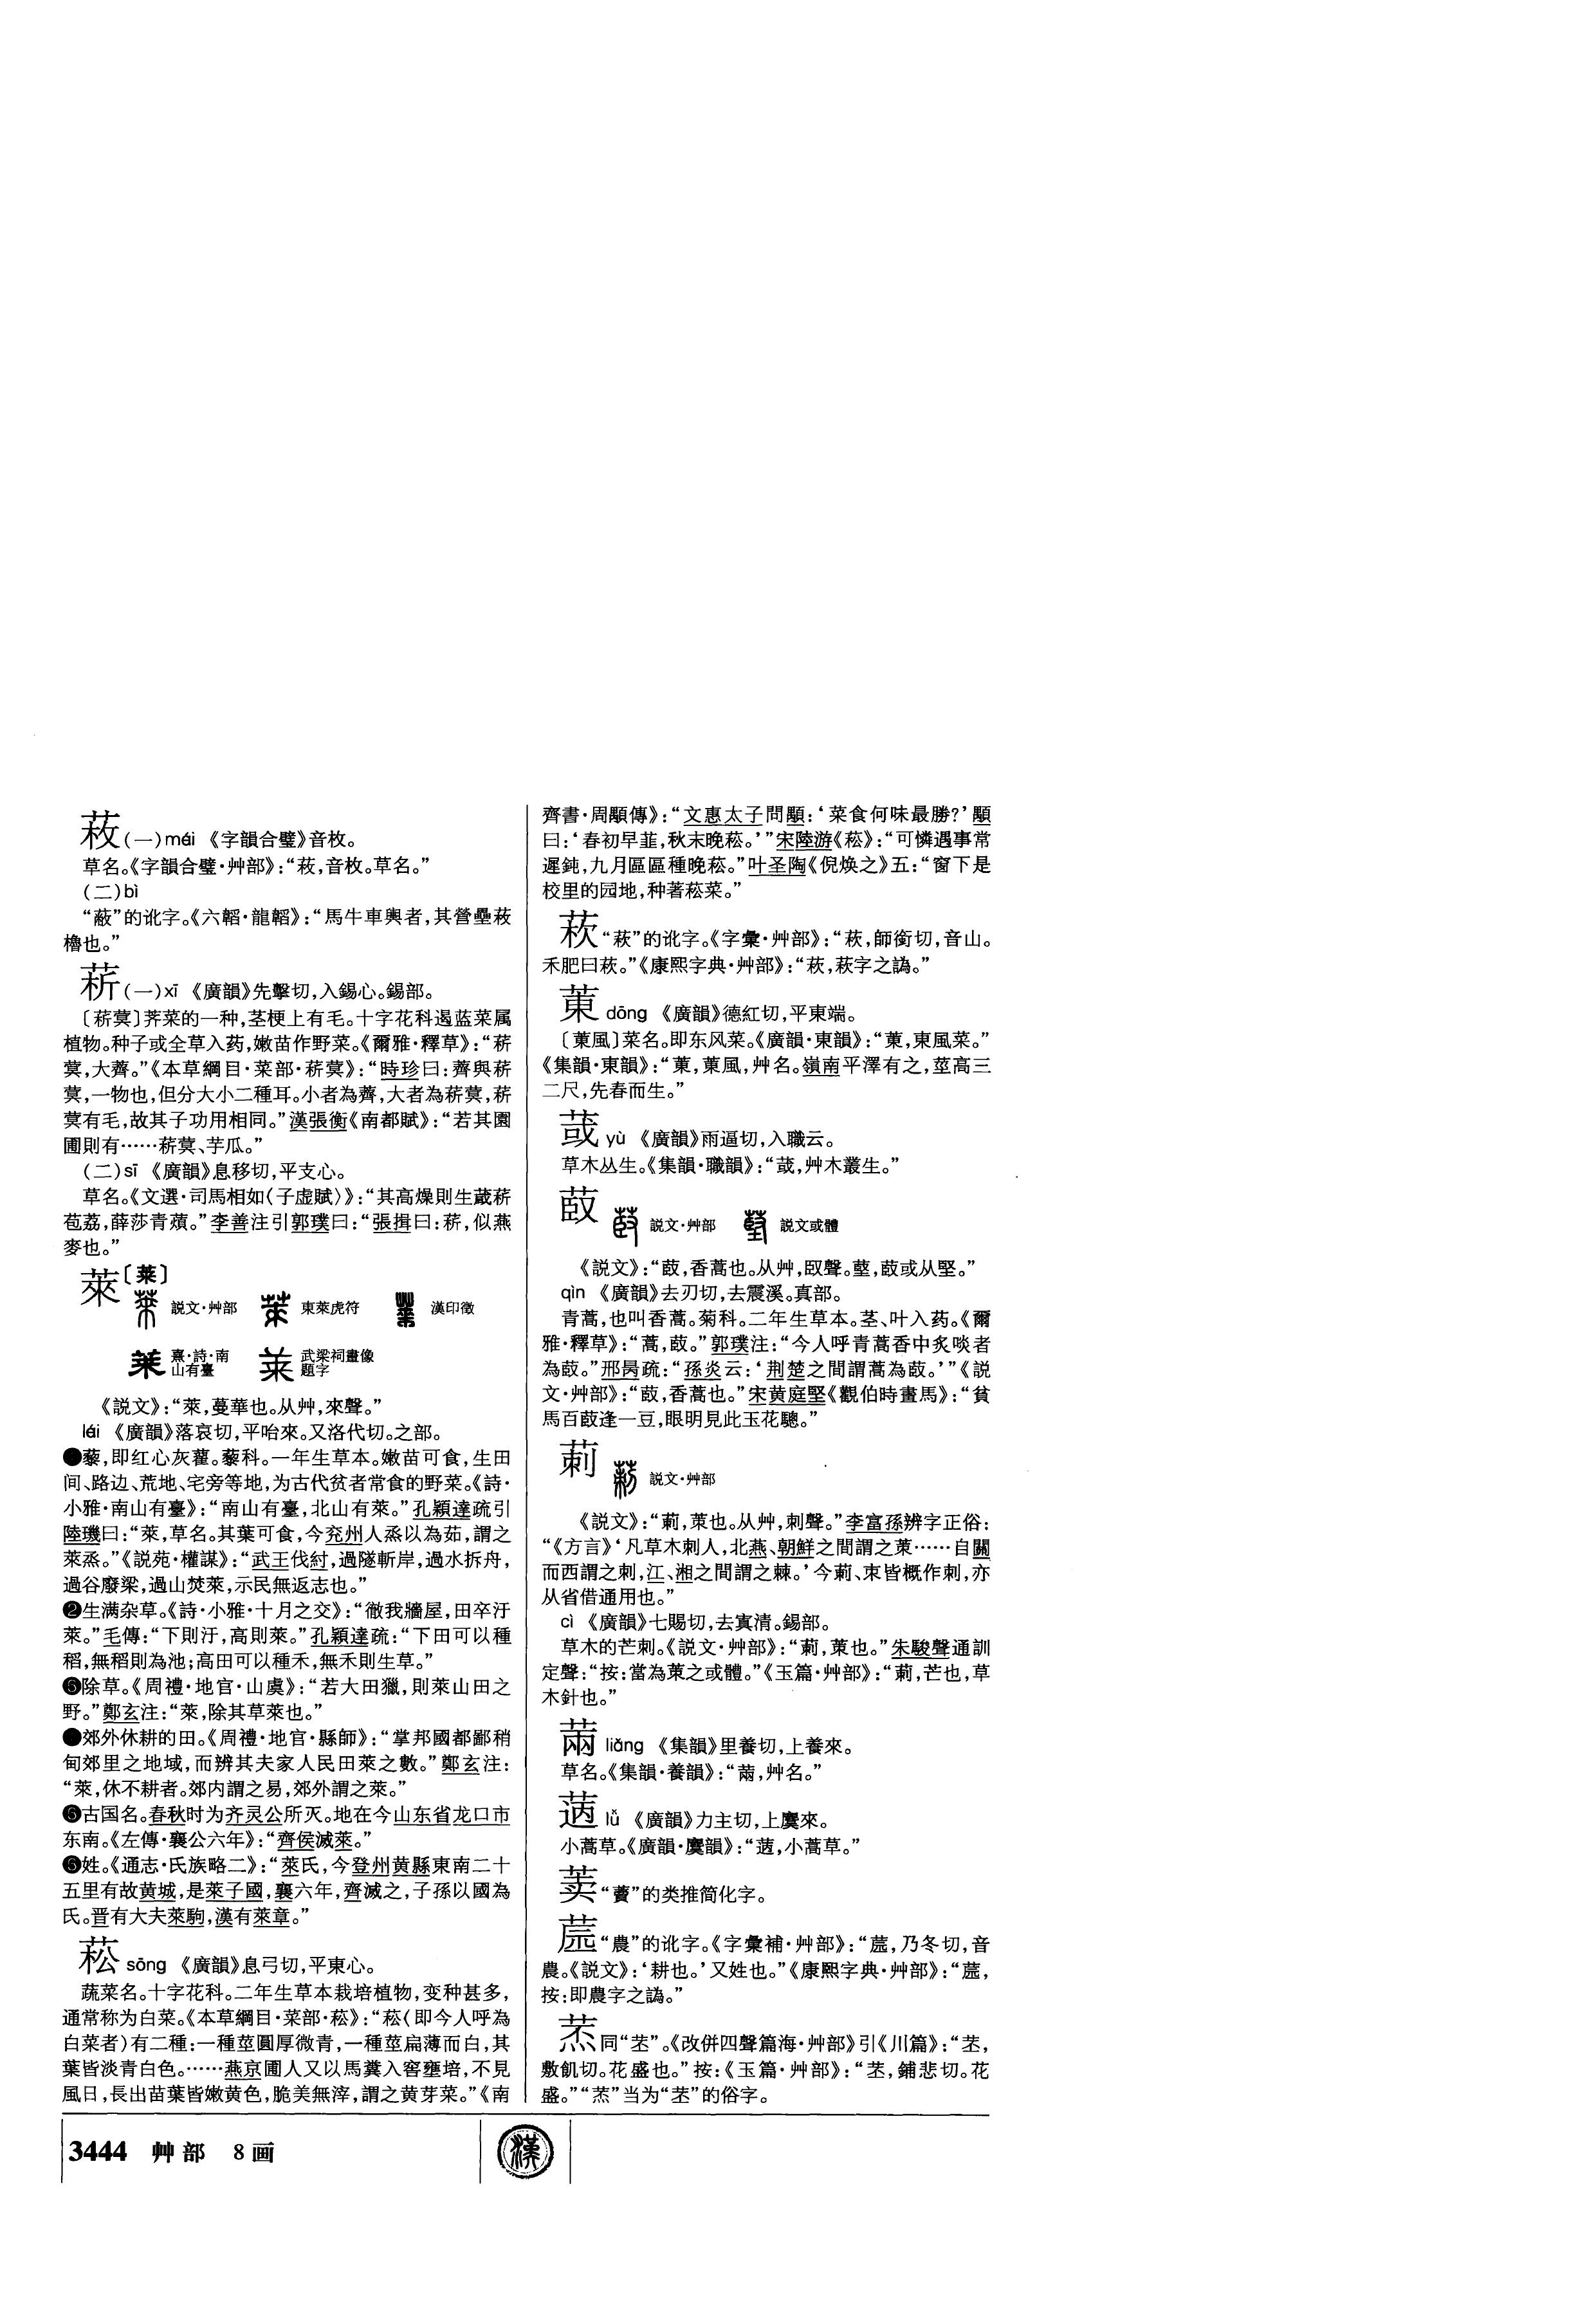 莻(一)mái 《字韻合璧》音枚。
草名。《字韻合璧·艸部》:“䓺,音枚。草名。”
(二)bì
“蔽”的讹字。《六韜·龍韜》:“馬牛車輿者,其營壘䓺
櫓也。”
菥(一)xī 《廣韻》先擊切,入錫心。錫部。
〔菥蓂〕荠菜的一种,茎梗上有毛。十字花科遏蓝菜属
植物。种子或全草入药,嫩苗作野菜。《爾雅·釋草》:“菥
蓂,大薺。”《本草綱目·菜部·菥蓂》:“時珍曰:薺與菥
蓂,一物也,但分大小二種耳。小者為薺,大者為菥蓂,菥
蓂有毛,故其子功用相同。”漢張衡《南都賦》:“若其園
圃則有……菥蓂、芋瓜。”
(二)sī 《廣韻》息移切,平支心。
草名。《文選·司馬相如〈子虛賦〉》:“其高燥則生葴菥
苞荔,薛莎青薠。”李善注引郭璞曰:“張揖曰:菥,似燕
麥也。”
萊〔莱〕
説文·艸部 東萊虎符 漢印徵
熹·詩·南山有臺 武梁祠畫像題字
《説文》:“萊,蔓華也。从艸,來聲。”
lái 《廣韻》落哀切,平咍來。又洛代切。之部。
藜,即红心灰藋。藜科。一年生草本。嫩苗可食,生田
间、路边、荒地、宅旁等地,为古代贫者常食的野菜。《詩·
小雅·南山有臺》:“南山有臺,北山有萊。”孔穎達疏引
陸璣曰:“萊,草名。其葉可食,今兖州人烝以為茹,謂之
萊烝。”《説苑·權謀》:“武王伐紂,過隧斬岸,過水拆舟,
過谷廢梁,過山焚萊,示民無返志也。”
❷生满杂草。《詩·小雅·十月之交》:“徹我牆屋,田卒汙
萊。”毛傳:“下則汙,高則萊。”孔穎達疏:“下田可以種
稻,無稻則為池;高田可以種禾,無禾則生草。”
除草。《周禮·地官·山虞》:“若大田獵,則萊山田之
野。”鄭玄注:“萊,除其草萊也。”
郊外休耕的田。《周禮·地官·縣師》:“掌邦國都鄙稍
甸郊里之地域,而辨其夫家人民田萊之數。”鄭玄注:
“萊,休不耕者。郊内謂之易,郊外謂之萊。”
❺古国名。春秋时为齐灵公所灭。地在今山东省龙口市
东南。《左傳·襄公六年》:“齊侯滅萊。”
❻姓。《通志·氏族略二》:“萊氏,今登州黄縣東南二十
五里有故黄城,是萊子國,襄六年,齊滅之,子孫以國為
氏。晋有大夫萊駒,漢有萊章。”
菘 sōng 《廣韻》息弓切,平東心。
蔬菜名。十字花科。二年生草本栽培植物,变种甚多,
通常称为白菜。《本草綱目·菜部·菘》:“菘(即今人呼為
白菜者)有二種:一種莖圓厚微青,一種莖扁薄而白,其
葉皆淡青白色。……燕京圃人又以馬糞入窖壅培,不見
風日,長出苗葉皆嫩黄色,脆美無滓,謂之黄芽菜。”《南
齊書·周顒傳》:“文惠太子問顒:‘菜食何味最勝?’顒
曰:‘春初早韮,秋末晚菘。’”宋陸游《菘》:“可憐遇事常
遲鈍,九月區區種晚菘。”叶圣陶《倪焕之》五:“窗下是
校里的园地,种著菘菜。”
“”的讹字。《字彙·艸部》:“,師銜切,音山。
禾肥曰。”《康熙字典·艸部》:“,字之譌。”
菄 dōng 《廣韻》德紅切,平東端。
〔菄風〕菜名。即东风菜。《廣韻·東韻》:“菄,東風菜。”
《集韻·東韻》:“菄,菄風,艸名。嶺南平澤有之,莖高三
二尺,先春而生。”
䓕 yù 《廣韻》雨逼切,入職云。
草木丛生。《集韻·職韻》:“,艸木叢生。”
菣 説文·艸部 説文或體
《説文》:“菣,香蒿也。从艸,臤聲。䕅,菣或从堅。”
qìn 《廣韻》去刃切,去震溪。真部。
青蒿,也叫香蒿。菊科。二年生草本。茎、叶入药。《爾
雅·釋草》:“蒿,菣。”郭璞注:“今人呼青蒿香中炙啖者
為菣。”邢昺疏:“孫炎云:‘荆楚之間謂蒿為菣。’”《説
文·艸部》:“菣,香蒿也。”宋黄庭堅《觀伯時畫馬》:“貧
馬百菣逢一豆,眼明見此玉花驄。”
莿 説文·艸部
《説文》:“莿,茦也。从艸,刺聲。”李富孫辨字正俗:
“《方言》‘凡草木刺人,北燕、朝鮮之間謂之茦……自關
而西謂之刺,江、湘之間謂之棘。’今莿、朿皆概作刺,亦
从省借通用也。”
cì 《廣韻》七賜切,去寘清。錫部。
草木的芒刺。《説文·艸部》:“莿,茦也。”朱駿聲通訓
定聲:“按:當為茦之或體。”《玉篇·艸部》:“莿,芒也,草
木針也。”
䓣 liǎng 《集韻》里養切,上養來。
草名。《集韻·養韻》:“䓣,艸名。”
lǚ 《廣韻》力主切,上麌來。
小蒿草。《廣韻·麌韻》:“,小蒿草。”
“藚”的类推简化字。
“農”的讹字。《字彙補·艸部》:“,乃冬切,音
農。《説文》:‘耕也。’又姓也。”《康熙字典·艸部》:“,
按:即農字之譌。”
同“苤”。《改併四聲篇海·艸部》引《川篇》:“,
敷飢切。花盛也。”按:《玉篇·艸部》:“,鋪悲切。花
盛。”“”当为“”的俗字。
3444 艸部 8画
漢